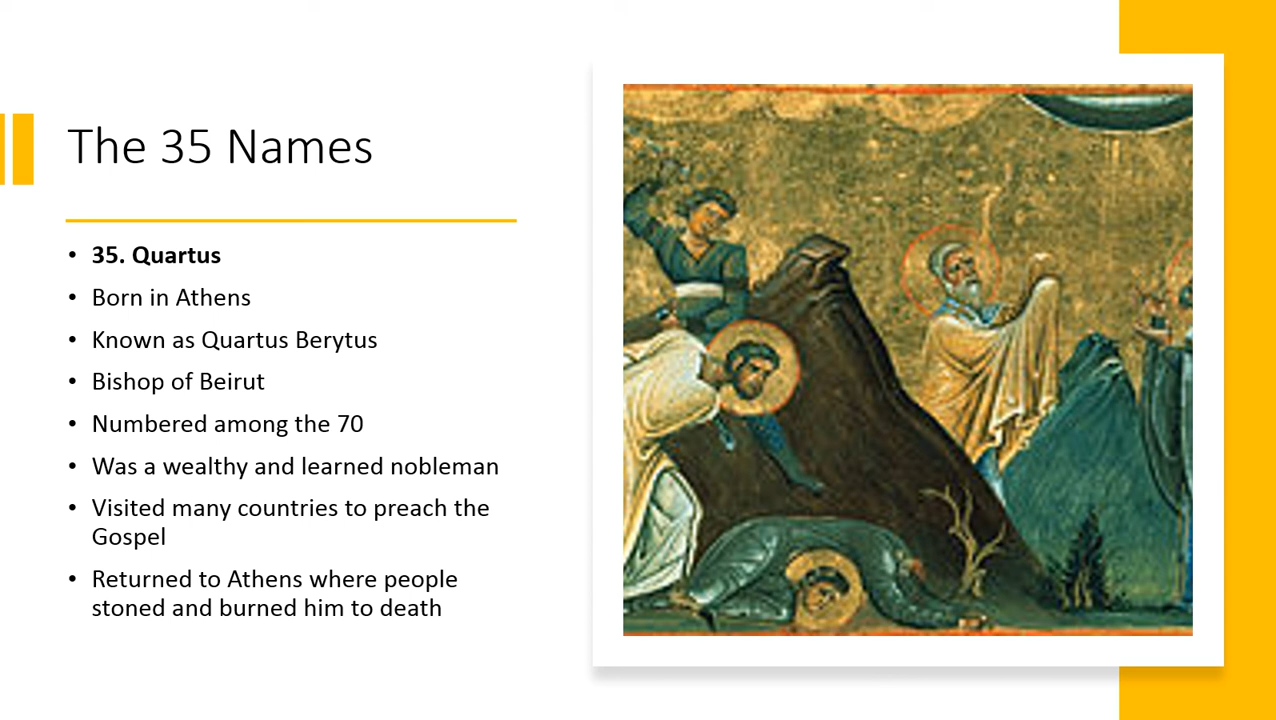 The 35 Names
• 35. Quartus
• Born in Athens
• Known as Quartus Berytus
• Bishop of Beirut
• Numbered among the 70
• Was a wealthy and learned nobleman
• Visited many countries to preach the
Gospel
• Returned to Athens where people
stoned and burned him to death